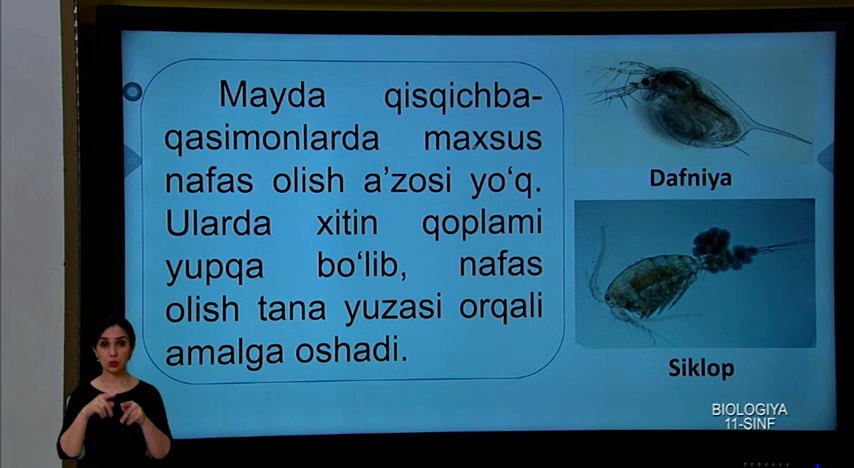 Mayda qisqichba-
qasimonlarda maxsus
nafas olish a’zosi yo‘q.
Ularda xitin qoplami
yupqa bo‘lib, nafas
olish tana yuzasi orqali
amalga oshadi.
Dafniya
Siklop
BIOLOGIYA
11-SINF